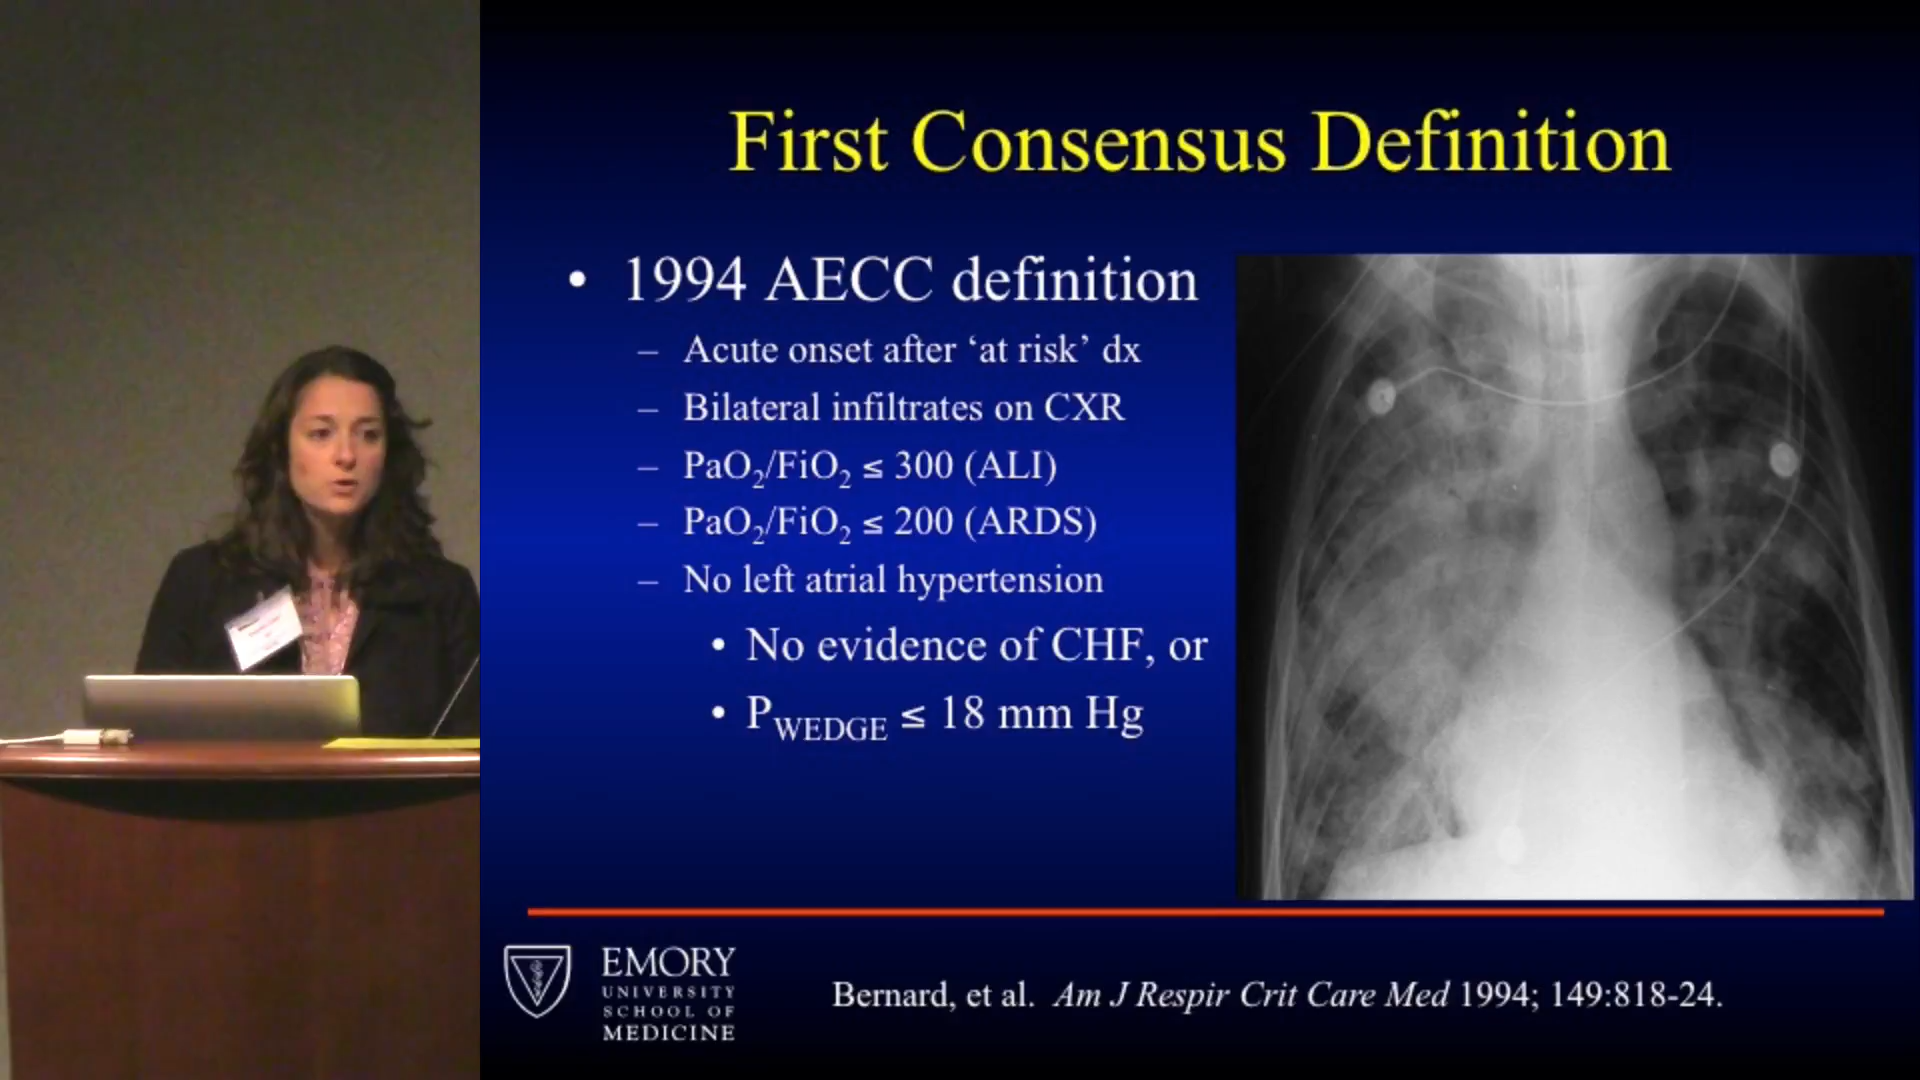 First Consensus Definition
• 1994 AECC definition
– Acute onset after ‘at risk’ dx
– Bilateral infiltrates on CXR
– PaO₂/FiO₂ ≤ 300 (ALI)
– PaO₂/FiO₂ ≤ 200 (ARDS)
– No left atrial hypertension
• No evidence of CHF, or
• P_WEDGE ≤ 18 mm Hg
EMORY
UNIVERSITY
SCHOOL OF
MEDICINE
Bernard, et al. Am J Respir Crit Care Med 1994; 149:818-24.